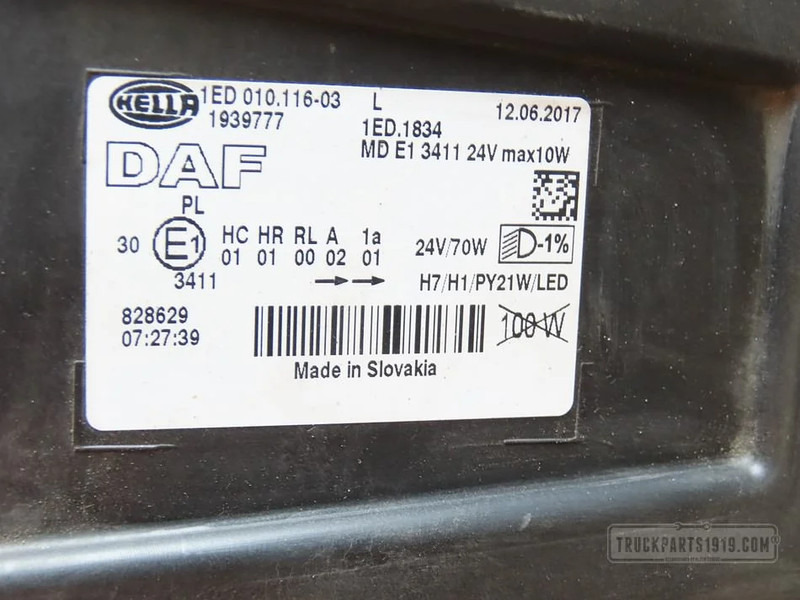 HELLA 1ED 010.116-03 L 12.06.2017
1939777 1ED.1834
DAF MD E1 3411 24V max10W
PL
30 E1 HC HR RL A 1a 24V/70W D-1%
01 01 00 02 01
3411 H7/H1/PY21W/LED
828629 100 W
07:27:39
Made in Slovakia
TRUCKPARTS1919.COM